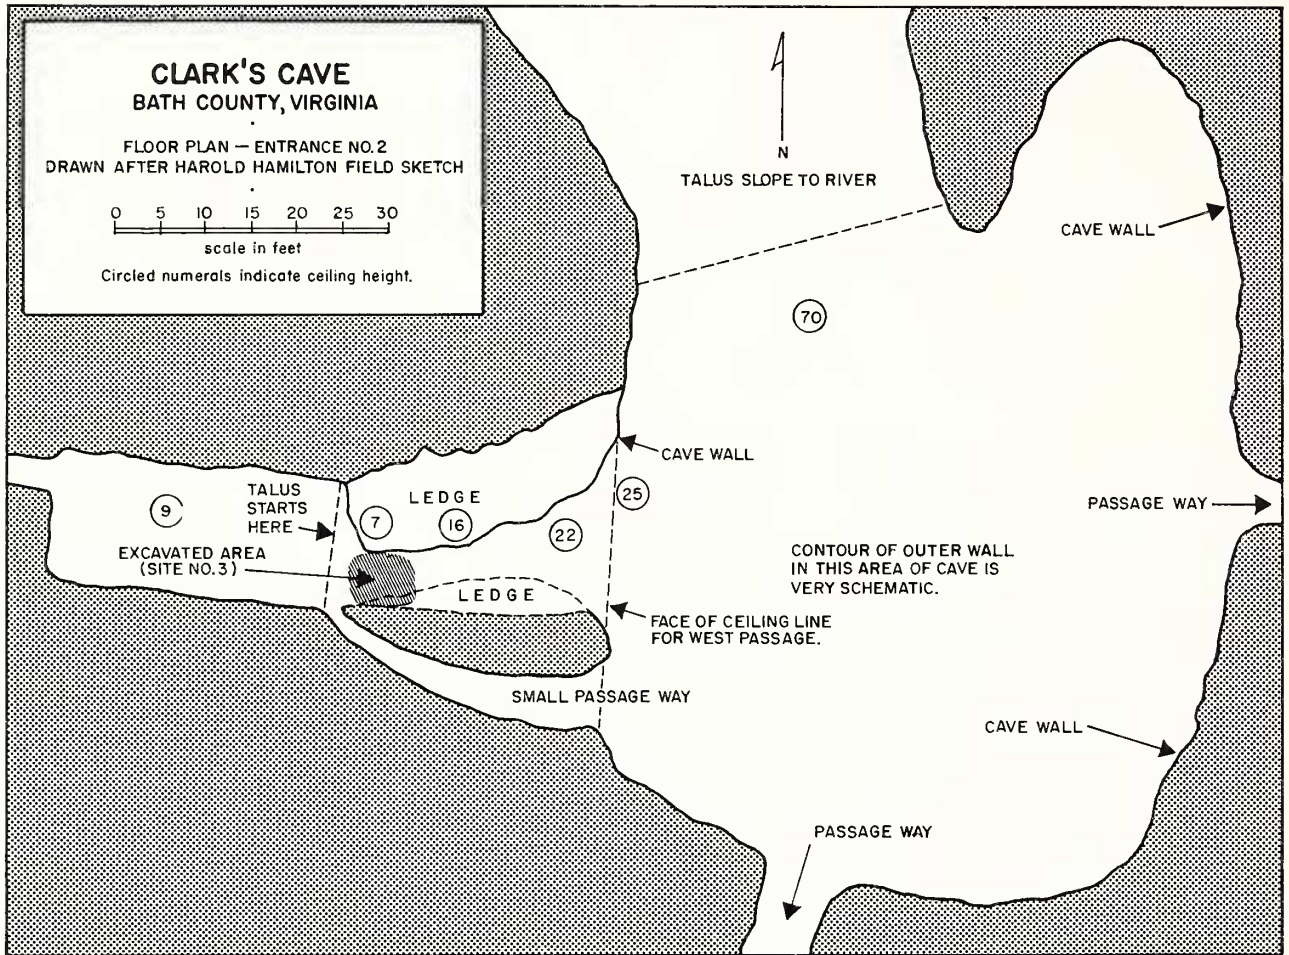 CLARK'S CAVE
BATH COUNTY, VIRGINIA
FLOOR PLAN — ENTRANCE NO. 2
DRAWN AFTER HAROLD HAMILTON FIELD SKETCH
0 5 10 15 20 25 30
scale in feet
Circled numerals indicate ceiling height.
N
TALUS SLOPE TO RIVER
CAVE WALL
70
CAVE WALL
LEDGE
25
TALUS
STARTS
HERE
9
7
16
22
PASSAGE WAY
EXCAVATED AREA
(SITE NO. 3)
CONTOUR OF OUTER WALL
IN THIS AREA OF CAVE IS
VERY SCHEMATIC.
LEDGE
FACE OF CEILING LINE
FOR WEST PASSAGE.
SMALL PASSAGE WAY
CAVE WALL
PASSAGE WAY